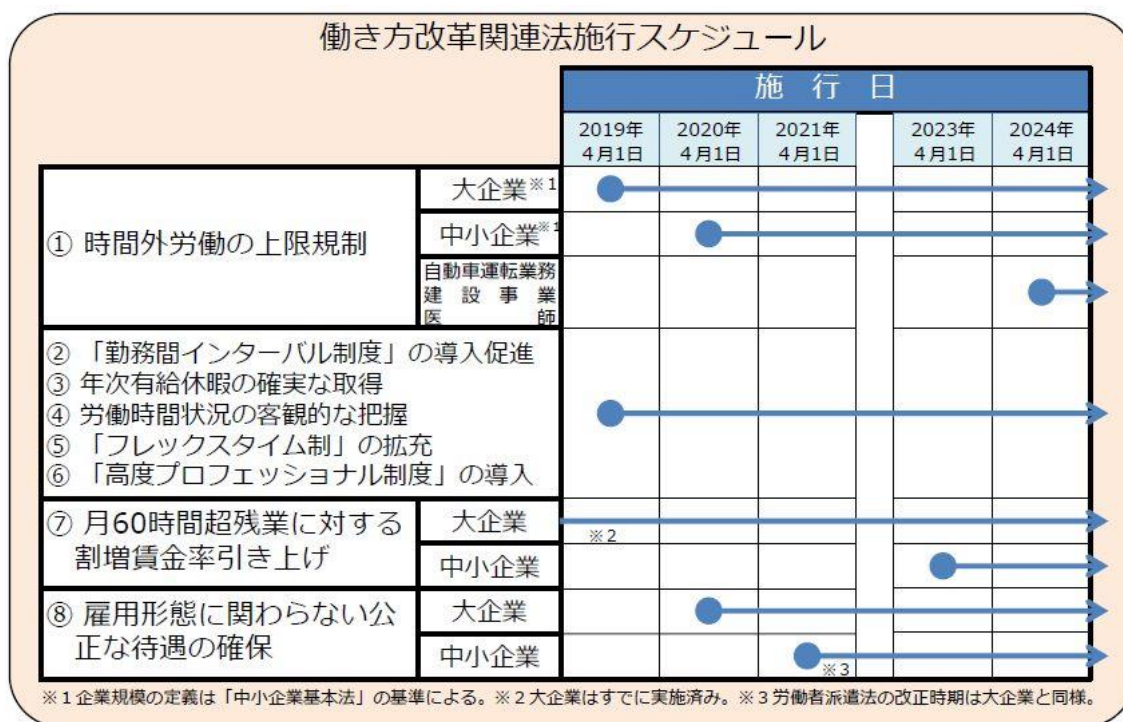 働き方改革関連法施行スケジュール
施 行 日
2019年 2020年 2021年 2023年 2024年
4月1日 4月1日 4月1日 4月1日 4月1日
① 時間外労働の上限規制
大企業※1
中小企業※1
自動車運転業務
建設事業
医師
② 「勤務間インターバル制度」の導入促進
③ 年次有給休暇の確実な取得
④ 労働時間状況の客観的な把握
⑤ 「フレックスタイム制」の拡充
⑥ 「高度プロフェッショナル制度」の導入
⑦ 月60時間超残業に対する
割増賃金率引き上げ
大企業
※2
中小企業
⑧ 雇用形態に関わらない公
正な待遇の確保
大企業
中小企業
※3
※1企業規模の定義は「中小企業基本法」の基準による。※2大企業はすでに実施済み。※3労働者派遣法の改正時期は大企業と同様。